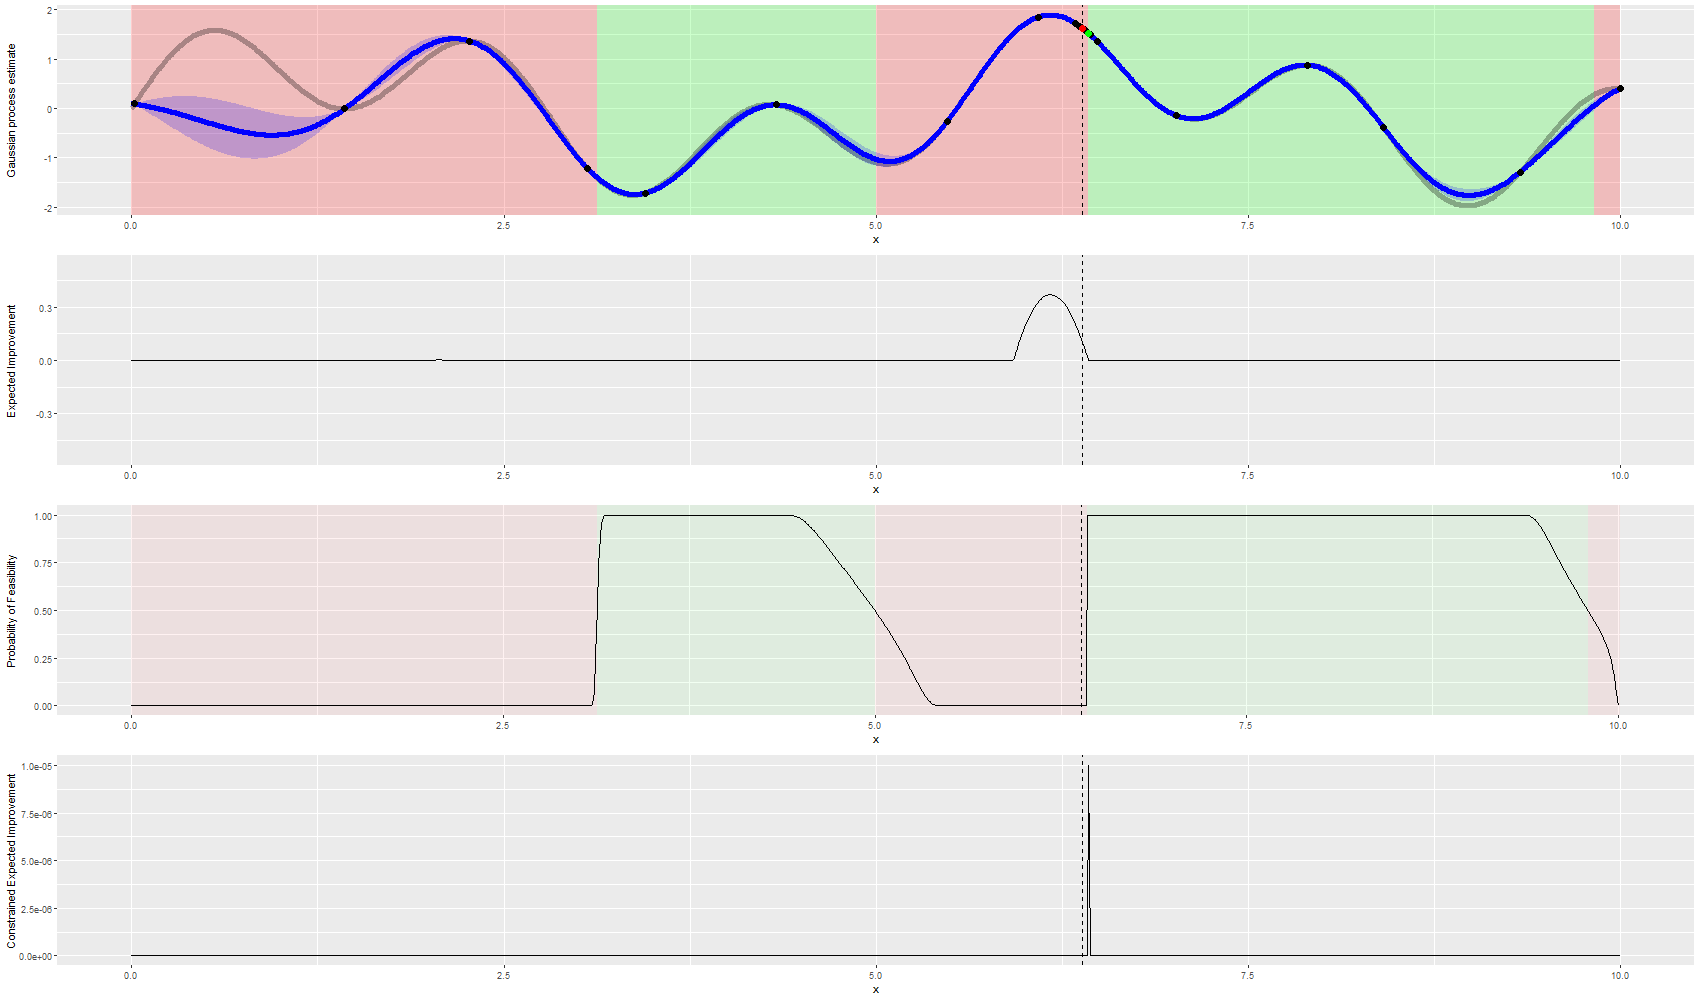 Gaussian process estimate
2
1
0
-1
-2
0.0 2.5 5.0 7.5 10.0
x
Expected Improvement
0.3
0.0
-0.3
0.0 2.5 5.0 7.5 10.0
x
Probability of Feasibility
1.00
0.75
0.50
0.25
0.00
0.0 2.5 5.0 7.5 10.0
x
Constrained Expected Improvement
1.0e-05
7.5e-06
5.0e-06
2.5e-06
0.0e+00
0.0 2.5 5.0 7.5 10.0
x